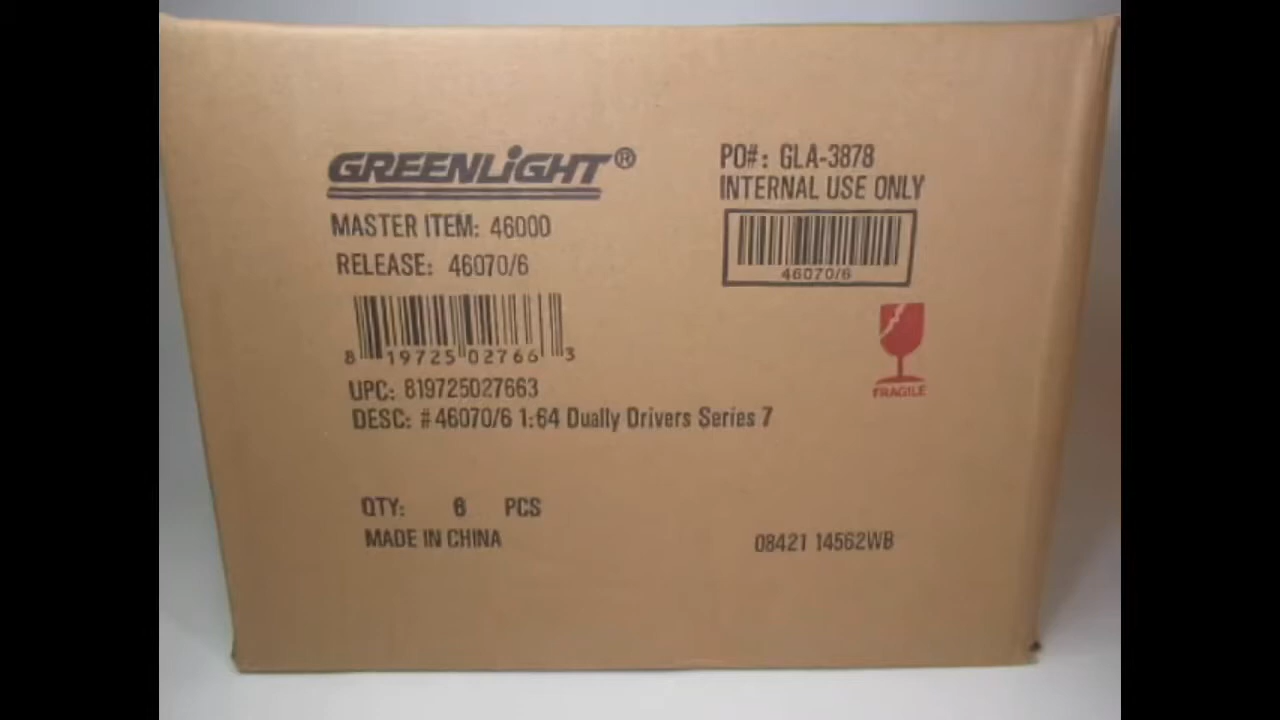 GREENLiGHT®
MASTER ITEM: 46000
RELEASE: 46070/6
8 19725 02766 3
UPC: 819725027663
DESC: #46070/6 1:64 Dually Drivers Series 7
QTY: 6 PCS
MADE IN CHINA
PO#: GLA-3878
INTERNAL USE ONLY
46070/6
FRAGILE
08421 14562WB